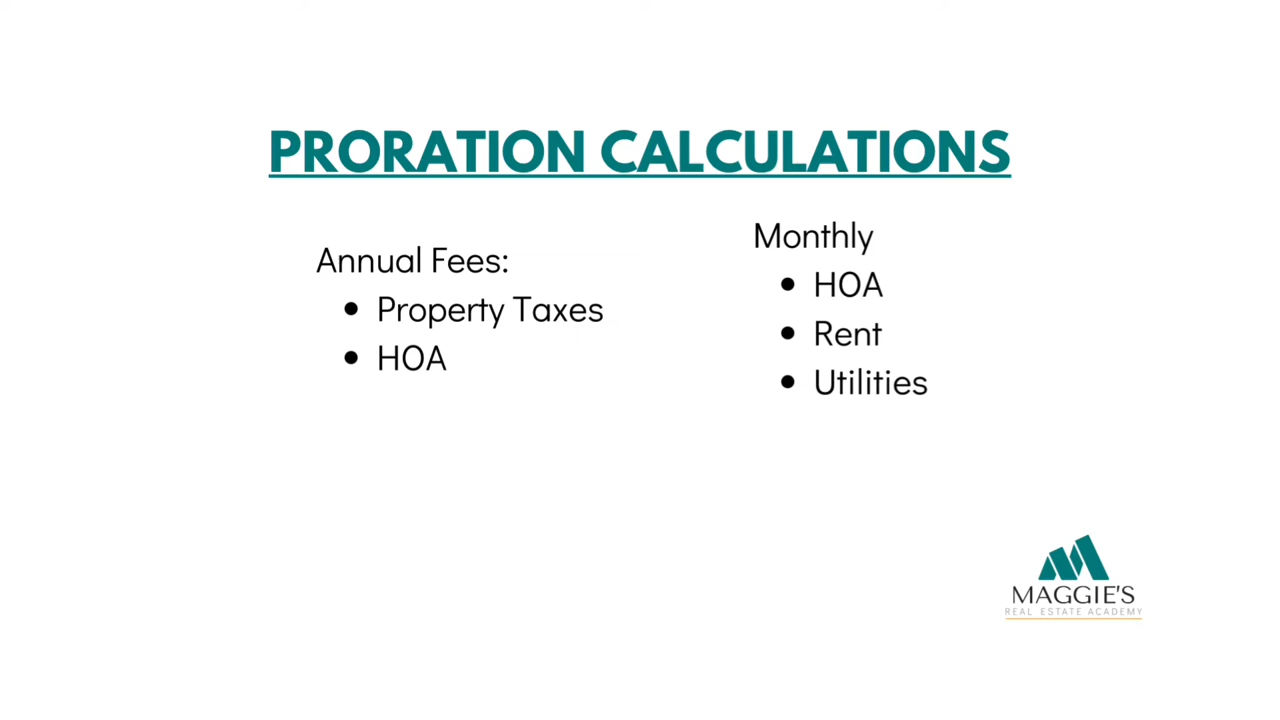 PRORATION CALCULATIONS
Annual Fees:
• Property Taxes
• HOA
Monthly
• HOA
• Rent
• Utilities
MAGGIE'S
REAL ESTATE ACADEMY